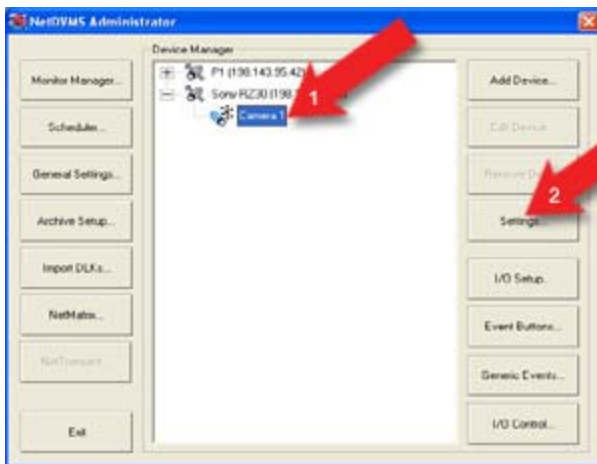 NetDVMS Administrator
Device Manager
Monitor Manager...
Scheduler...
General Settings...
Archive Setup...
Import DLKs...
NetMatrix...
NetTransact...
Exit
P1 (198.143.95.42)
Sony RZ30 (198.
Camera 1
1
Add Device...
Edit Device
Remove
2
Settings...
I/O Setup...
Event Buttons...
Generic Events...
I/O Control...